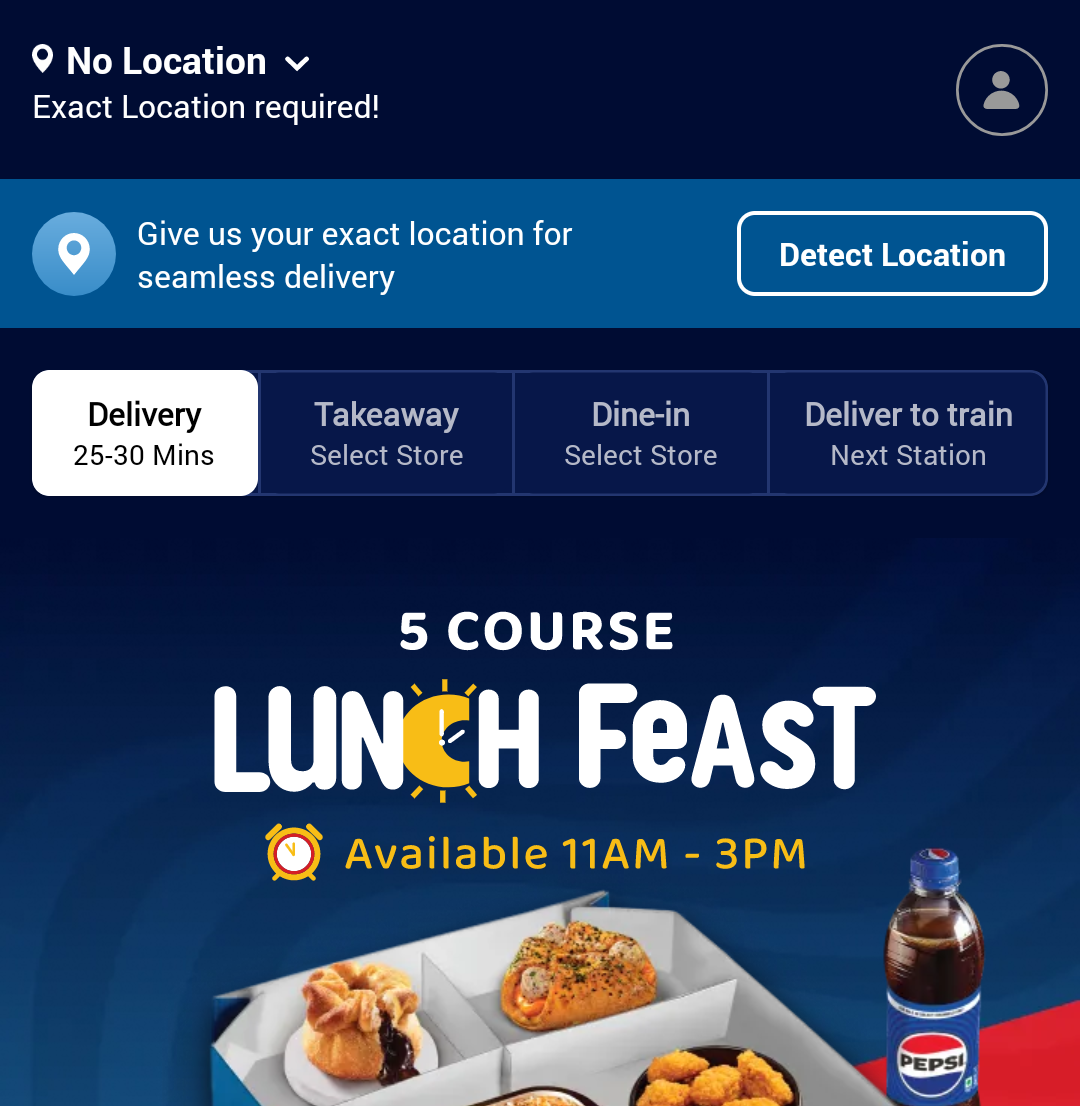 No Location
Exact Location required!
Give us your exact location for
seamless delivery
Detect Location
Delivery
25-30 Mins
Takeaway
Select Store
Dine-in
Select Store
Deliver to train
Next Station
5 COURSE
LUNCH FeAST
Available 11AM - 3PM
PEPSI